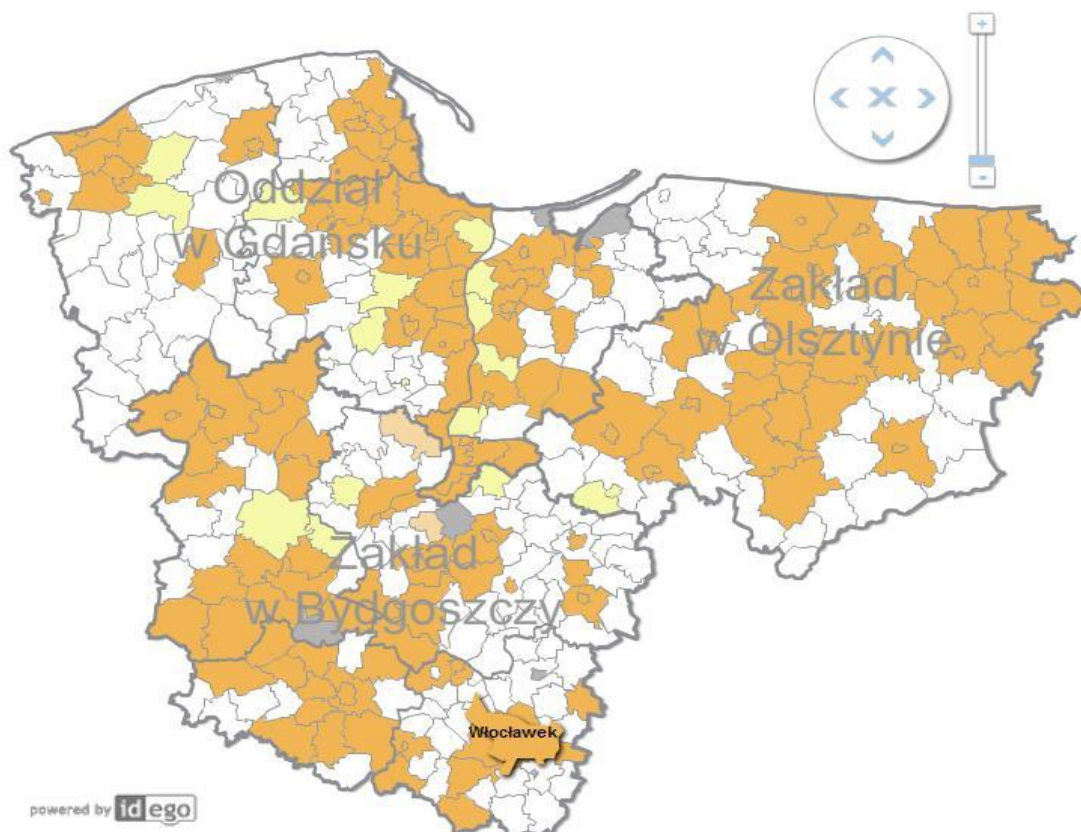 +
-
Oddział
w Gdańsku
Zakład
w Olsztynie
Zakład
w Bydgoszczy
Włocławek
powered by idego